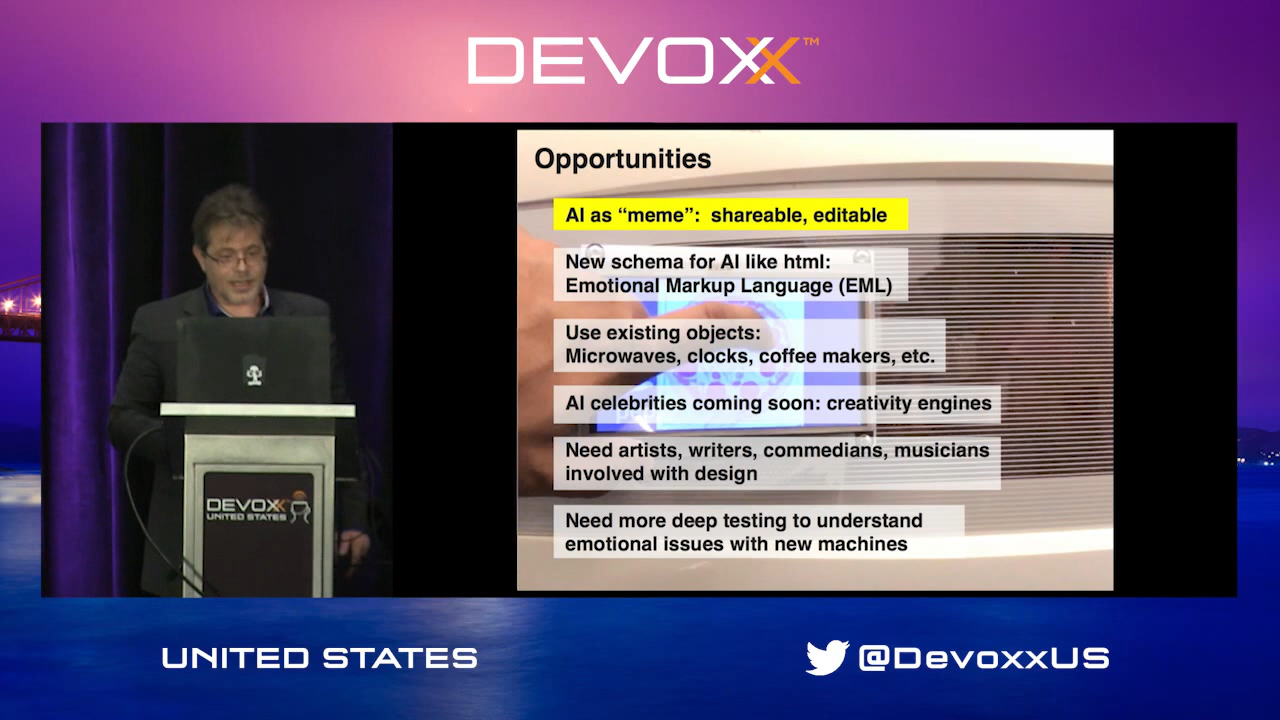 DEVOXX™
Opportunities
AI as “meme”: shareable, editable
New schema for AI like html:
Emotional Markup Language (EML)
Use existing objects:
Microwaves, clocks, coffee makers, etc.
AI celebrities coming soon: creativity engines
Need artists, writers, commedians, musicians
involved with design
Need more deep testing to understand
emotional issues with new machines
DEVOXX
UNITED STATES
UNITED STATES
@DevoxxUS